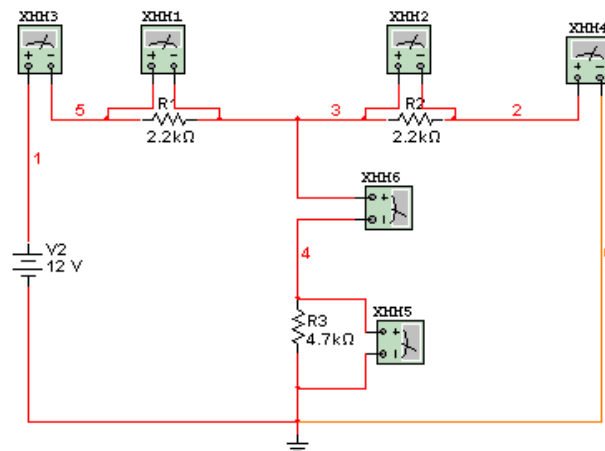 XMM3
XMM1
XMM2
XMM4
+ −
+ −
+ −
+ −
5
R1
3
R2
2
2.2kΩ
2.2kΩ
1
XMM6
+
4
V2
12 V
R3
4.7kΩ
XMM5
+